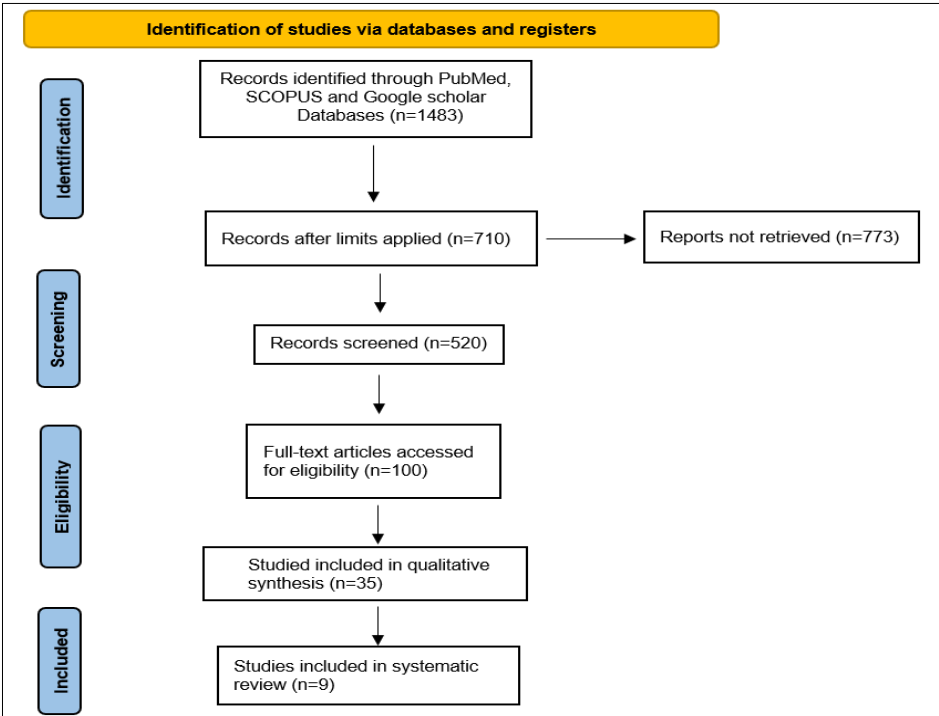 Identification of studies via databases and registers
Identification
Records identified through PubMed,
SCOPUS and Google scholar
Databases (n=1483)
Records after limits applied (n=710)
Reports not retrieved (n=773)
Screening
Records screened (n=520)
Eligibility
Full-text articles accessed
for eligibility (n=100)
Studied included in qualitative
synthesis (n=35)
Included
Studies included in systematic
review (n=9)